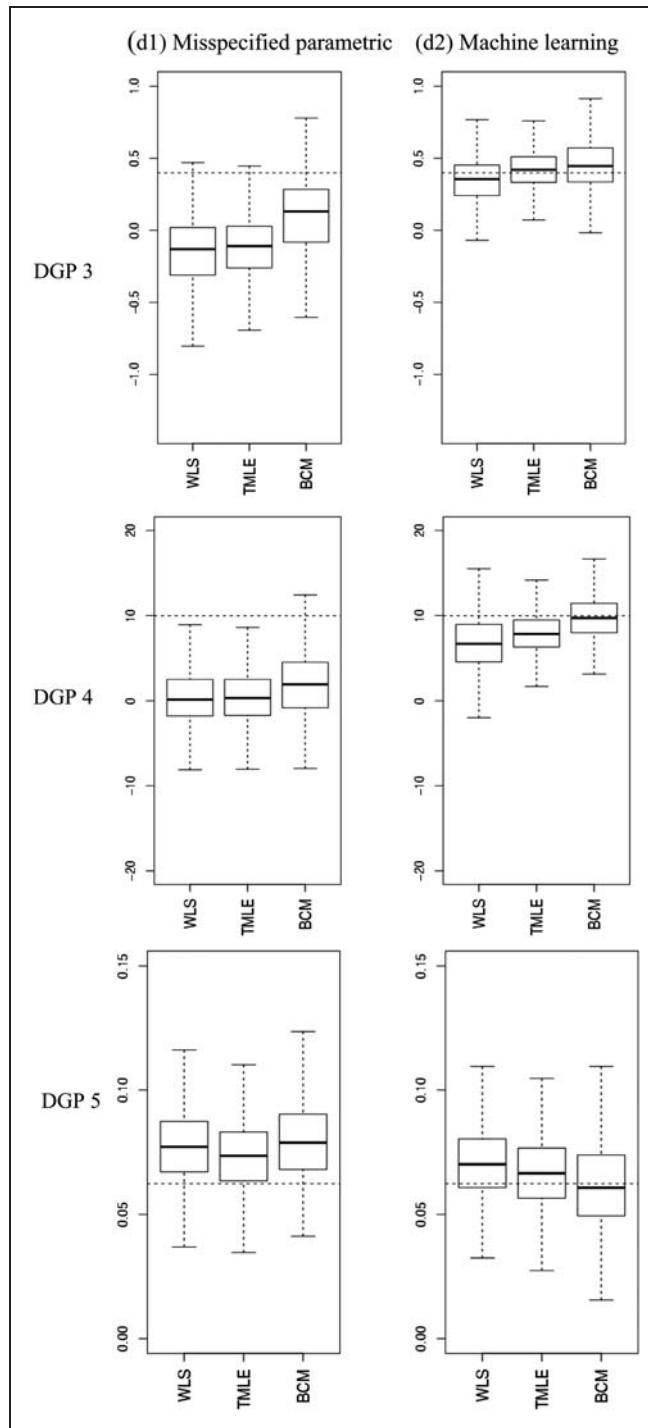 (d1) Misspecified parametric
(d2) Machine learning
DGP 3
1.0
0.5
0.0
-0.5
-1.0
WLS
TMLE
BCM
1.0
0.5
0.0
-0.5
-1.0
WLS
TMLE
BCM
DGP 4
20
10
0
-10
-20
WLS
TMLE
BCM
20
10
0
-10
-20
WLS
TMLE
BCM
DGP 5
0.15
0.10
0.05
0.00
WLS
TMLE
BCM
0.15
0.10
0.05
0.00
WLS
TMLE
BCM